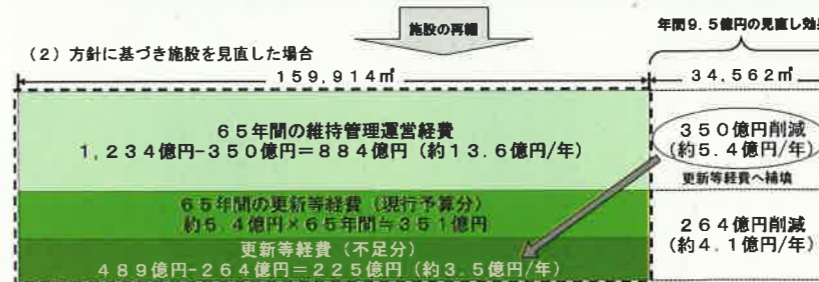 施設の再編
年間9.5億円の見直し効果
(2)方針に基づき施設を見直した場合
159,914㎡
34,562㎡
65年間の維持管理運営経費
1,234億円-350億円=884億円(約13.6億円/年)
350億円削減
(約5.4億円/年)
更新等経費へ補填
65年間の更新等経費(現行予算分)
約5.4億円×65年間≒351億円
264億円削減
(約4.1億円/年)
更新等経費(不足分)
489億円-264億円=225億円(約3.5億円/年)